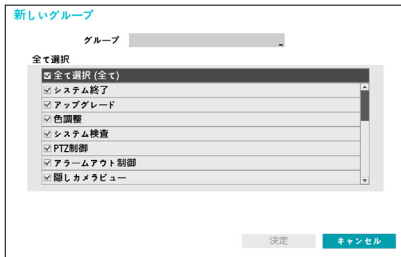 新しいグループ
グループ
全て選択
全て選択 (全て)
システム終了
アップグレード
色調整
システム検査
PTZ制御
アラームアウト制御
隠しカメラビュー
決定 キャンセル